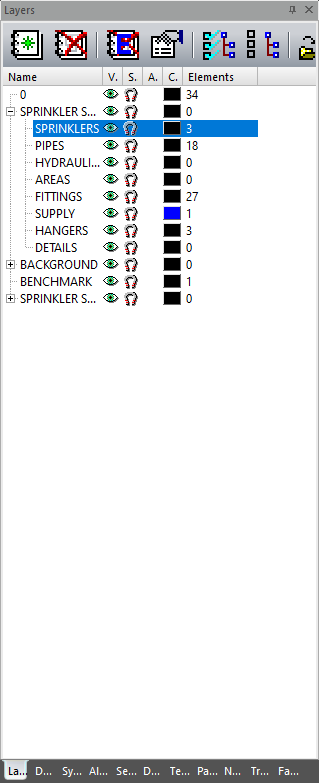 Layers
Name V. S. A. C. Elements
0 34
SPRINKLER S... 0
SPRINKLERS 3
PIPES 18
HYDRAULI... 0
AREAS 0
FITTINGS 27
SUPPLY 1
HANGERS 3
DETAILS 0
BACKGROUND 0
BENCHMARK 1
SPRINKLER S... 0
La... D... Sy... Al... Se... D... Te... Pa... N... Tr... Fa...